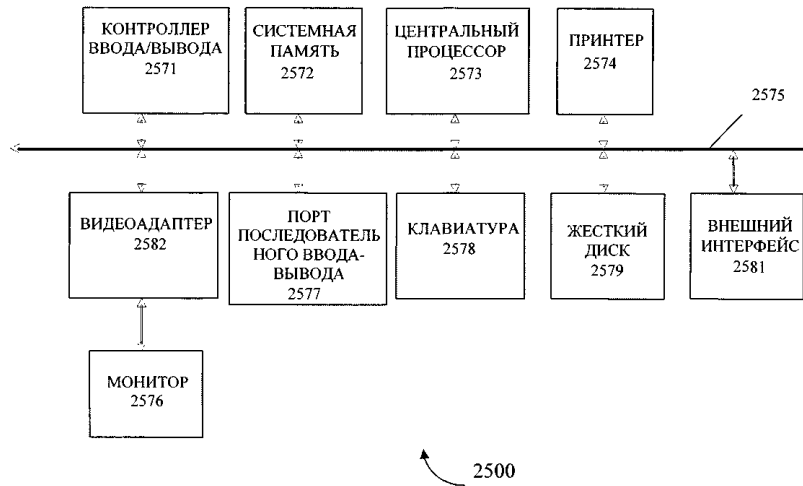 КОНТРОЛЛЕР
ВВОДА/ВЫВОДА
2571
СИСТЕМНАЯ
ПАМЯТЬ
2572
ЦЕНТРАЛЬНЫЙ
ПРОЦЕССОР
2573
ПРИНТЕР
2574
2575
ВИДЕОАДАПТЕР
2582
ПОРТ
ПОСЛЕДОВАТЕЛЬ
НОГО ВВОДА-
ВЫВОДА
2577
КЛАВИАТУРА
2578
ЖЕСТКИЙ
ДИСК
2579
ВНЕШНИЙ
ИНТЕРФЕЙС
2581
МОНИТОР
2576
2500